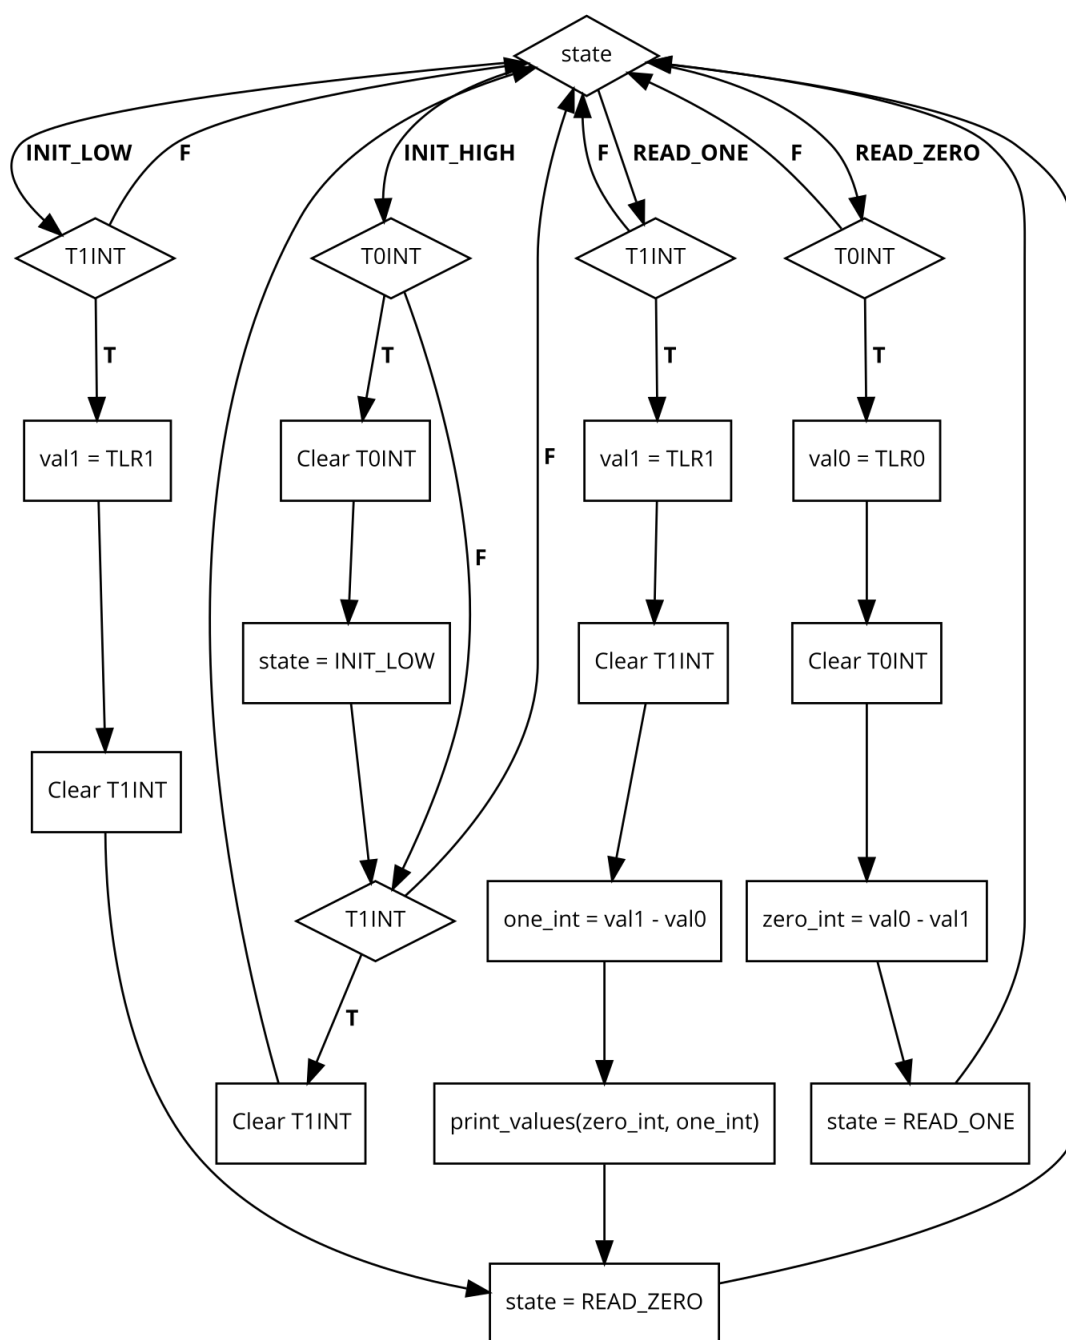 state
INIT_LOW
F
INIT_HIGH
F
READ_ONE
F
READ_ZERO
T1INT
T0INT
T1INT
T0INT
T
T
T
T
val1 = TLR1
Clear T0INT
F
val1 = TLR1
val0 = TLR0
F
state = INIT_LOW
Clear T1INT
Clear T0INT
Clear T1INT
T1INT
one_int = val1 - val0
zero_int = val0 - val1
T
Clear T1INT
print_values(zero_int, one_int)
state = READ_ONE
state = READ_ZERO